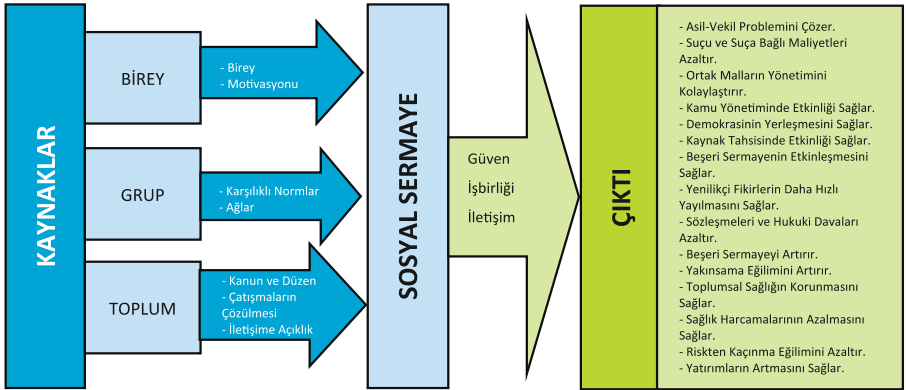 KAYNAKLAR
BİREY
- Birey
- Motivasyonu
GRUP
- Karşılıklı Normlar
- Ağlar
TOPLUM
- Kanun ve Düzen
- Çatışmaların
Çözülmesi
- İletişime Açıklık
SOSYAL SERMAYE
Güven
İşbirliği
İletişim
ÇIKTI
- Asil-Vekil Problemini Çözer.
- Suçu ve Suça Bağlı Maliyetleri
Azaltır.
- Ortak Malların Yönetimini
Kolaylaştırır.
- Kamu Yönetiminde Etkinliği Sağlar.
- Demokrasinin Yerleşmesini Sağlar.
- Kaynak Tahsisinde Etkinliği Sağlar.
- Beşeri Sermayenin Etkinleşmesini
Sağlar.
- Yenilikçi Fikirlerin Daha Hızlı
Yayılmasını Sağlar.
- Sözleşmeleri ve Hukuki Davaları
Azaltır.
- Beşeri Sermayeyi Artırır.
- Yakınsama Eğilimini Artırır.
- Toplumsal Sağlığın Korunmasını
Sağlar.
- Sağlık Harcamalarının Azalmasını
Sağlar.
- Riskten Kaçınma Eğilimini Azaltır.
- Yatırımların Artmasını Sağlar.